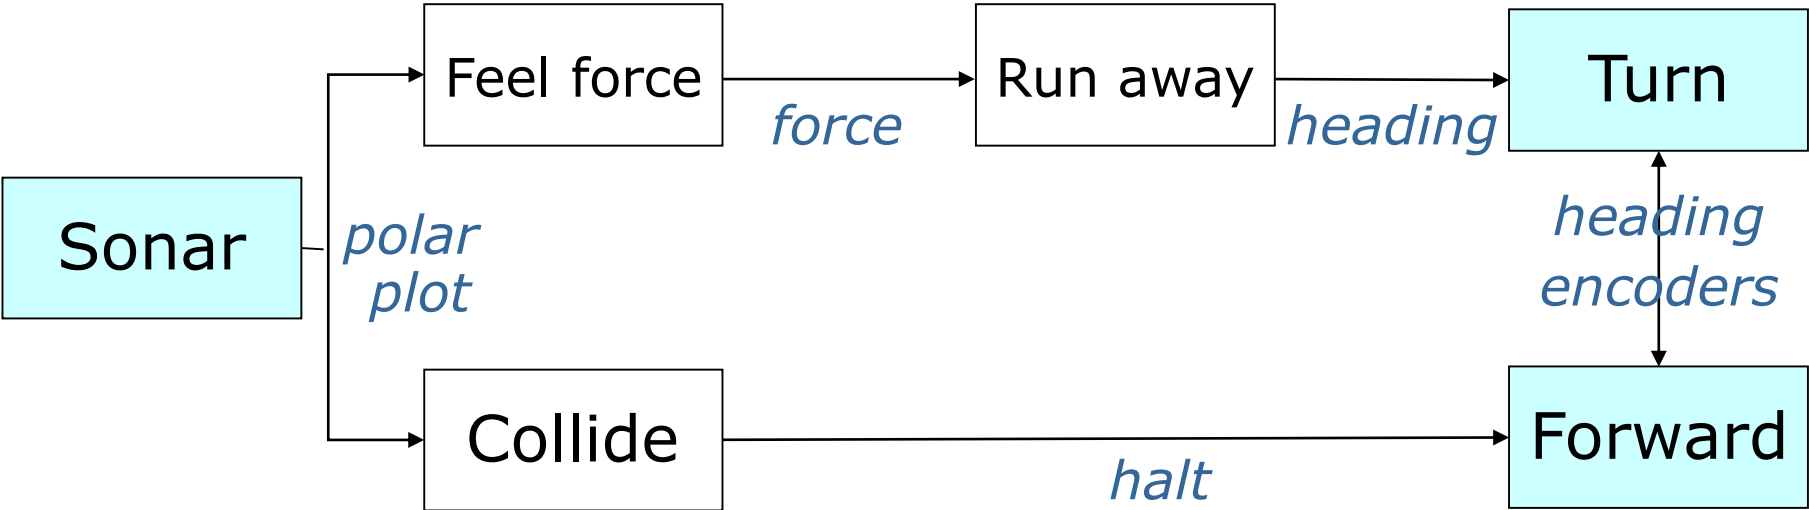 Feel force
force
Run away
heading
Turn
Sonar
polar
plot
heading
encoders
Collide
halt
Forward